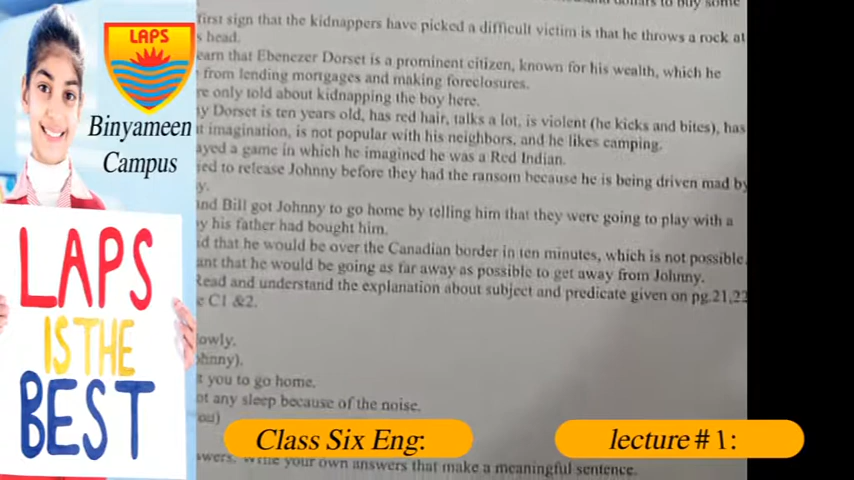 dollars to buy some
first sign that the kidnappers have picked a difficult victim is that he throws a rock at
s head.
earn that Ebenezer Dorset is a prominent citizen, known for his wealth, which he
from lending mortgages and making foreclosures.
re only told about kidnapping the boy here.
ny Dorset is ten years old, has red hair, talks a lot, is violent (he kicks and bites), has
t imagination, is not popular with his neighbors, and he likes camping.
ayed a game in which he imagined he was a Red Indian.
ed to release Johnny before they had the ransom because he is being driven mad by
y.
and Bill got Johnny to go home by telling him that they were going to play with a
y his father had bought him.
id that he would be over the Canadian border in ten minutes, which is not possible.
ant that he would be going as far away as possible to get away from Johnny.
Read and understand the explanation about subject and predicate given on pg.21,22
e C1 &2.
owly.
ohnny).
t you to go home.
ot any sleep because of the noise.
ou)
swers. Write your own answers that make a meaningful sentence.
LAPS
Binyameen
Campus
LAPS
IS THE
BEST
Class Six Eng:
lecture # 1: